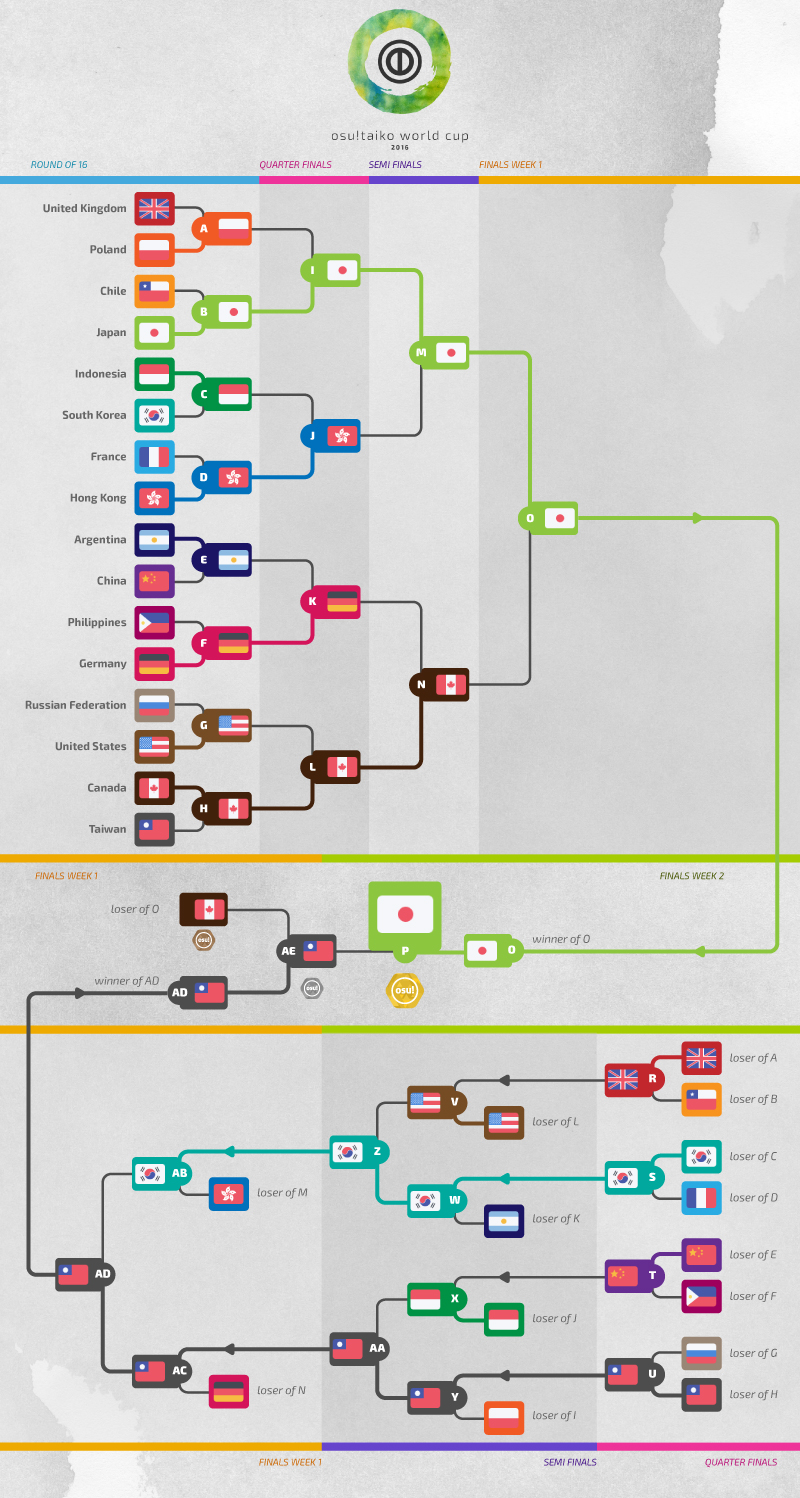 osu!taiko world cup
2016
ROUND OF 16
QUARTER FINALS
SEMI FINALS
FINALS WEEK 1
United Kingdom
A
Poland
I
Chile
B
Japan
M
Indonesia
C
South Korea
J
France
D
Hong Kong
O
Argentina
E
China
K
Philippines
F
Germany
N
Russian Federation
G
United States
L
Canada
H
Taiwan
FINALS WEEK 1
FINALS WEEK 2
loser of O
osu!
AE
P
O
winner of O
winner of AD
AD
osu!
osu!
loser of A
R
loser of B
V
loser of L
Z
loser of C
AB
S
loser of M
W
loser of D
loser of K
loser of E
AD
T
X
loser of F
loser of J
AA
loser of G
AC
U
loser of N
Y
loser of H
loser of I
FINALS WEEK 1
SEMI FINALS
QUARTER FINALS